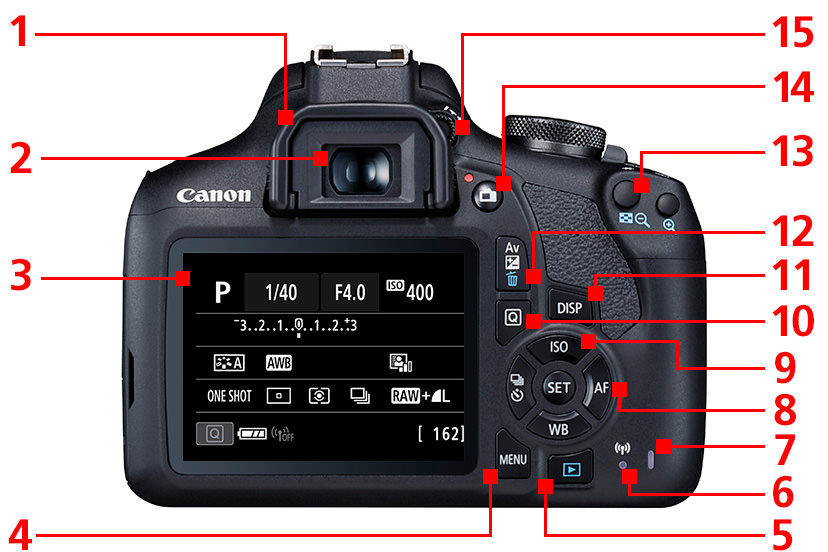 1
15
14
2
13
Canon
Av
12
3
P 1/40 F4.0 ISO 400
11
DISP
Q
10
-3..2..1..0..1..2..+3
ISO
9
A AWB
SET
AF
8
ONE SHOT RAW+L
WB
7
Q OFF [ 162]
MENU
6
4
5